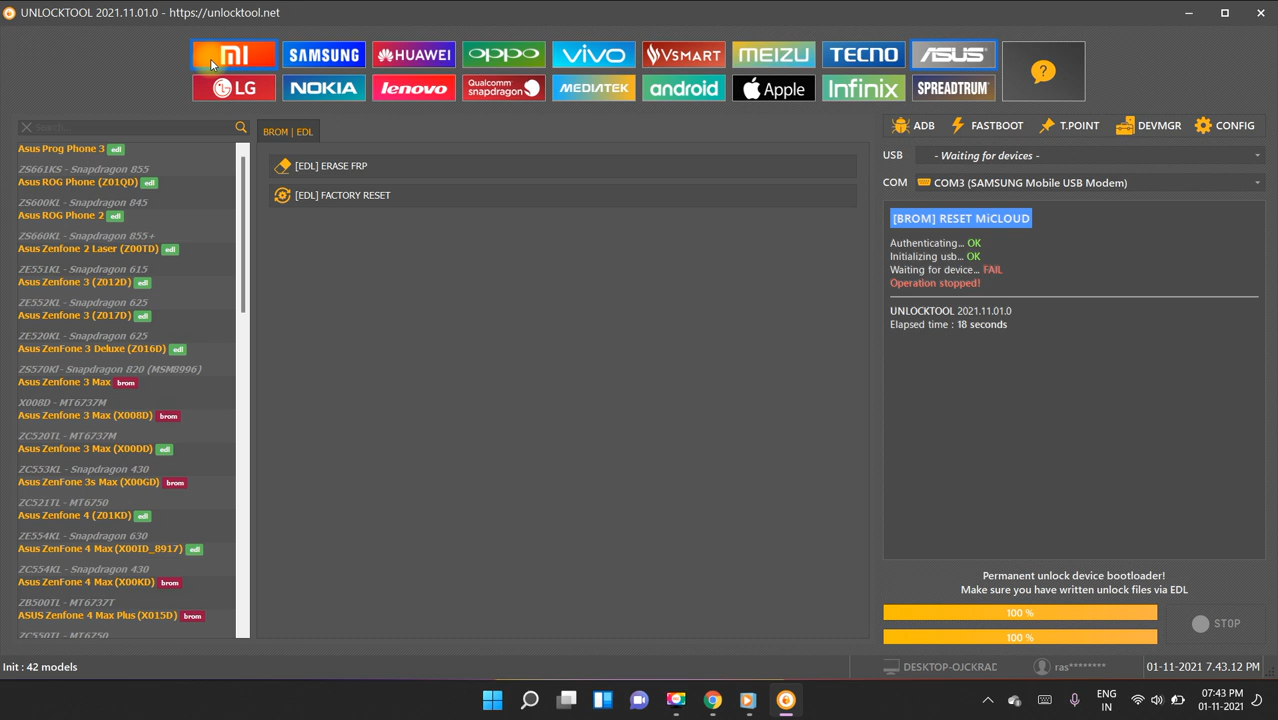 UNLOCKTOOL 2021.11.01.0 - https://unlocktool.net
MI SAMSUNG HUAWEI oppo vivo VSMART MEIZU TECNO ASUS ?
LG NOKIA lenovo Qualcomm snapdragon MEDIATEK android Apple Infinix SPREADTRUM
Search...
BROM | EDL
ADB FASTBOOT T.POINT DEVMGR CONFIG
Asus Prog Phone 3 edl
ZS661KS - Snapdragon 855
Asus ROG Phone (Z01QD) edl
ZS600KL - Snapdragon 845
Asus ROG Phone 2 edl
ZS660KL - Snapdragon 855+
Asus Zenfone 2 Laser (Z00TD) edl
ZE551KL - Snapdragon 615
Asus Zenfone 3 (Z012D) edl
ZE552KL - Snapdragon 625
Asus Zenfone 3 (Z017D) edl
ZE520KL - Snapdragon 625
Asus ZenFone 3 Deluxe (Z016D) edl
ZS570Kl - Snapdragon 820 (MSM8996)
Asus Zenfone 3 Max brom
X008D - MT6737M
Asus Zenfone 3 Max (X008D) brom
ZC520TL - MT6737M
Asus Zenfone 3 Max (X00DD) edl
ZC553KL - Snapdragon 430
Asus ZenFone 3s Max (X00GD) brom
ZC521TL - MT6750
Asus ZenFone 4 (Z01KD) edl
ZE554KL - Snapdragon 630
Asus ZenFone 4 Max (X00ID_8917) edl
ZC554KL - Snapdragon 430
Asus ZenFone 4 Max (X00KD) brom
ZB500TL - MT6737T
ASUS Zenfone 4 Max Plus (X015D) brom
ZC550TL - MT6750
[EDL] ERASE FRP
[EDL] FACTORY RESET
USB - Waiting for devices -
COM COM3 (SAMSUNG Mobile USB Modem)
[BROM] RESET MiCLOUD
Authenticating... OK
Initializing usb... OK
Waiting for device... FAIL
Operation stopped!
UNLOCKTOOL 2021.11.01.0
Elapsed time : 18 seconds
Permanent unlock device bootloader!
Make sure you have written unlock files via EDL
100 %
STOP
100 %
Init : 42 models
DESKTOP-OJCKRAD ras******** 01-11-2021 7.43.12 PM
ENG
IN
07:43 PM
01-11-2021